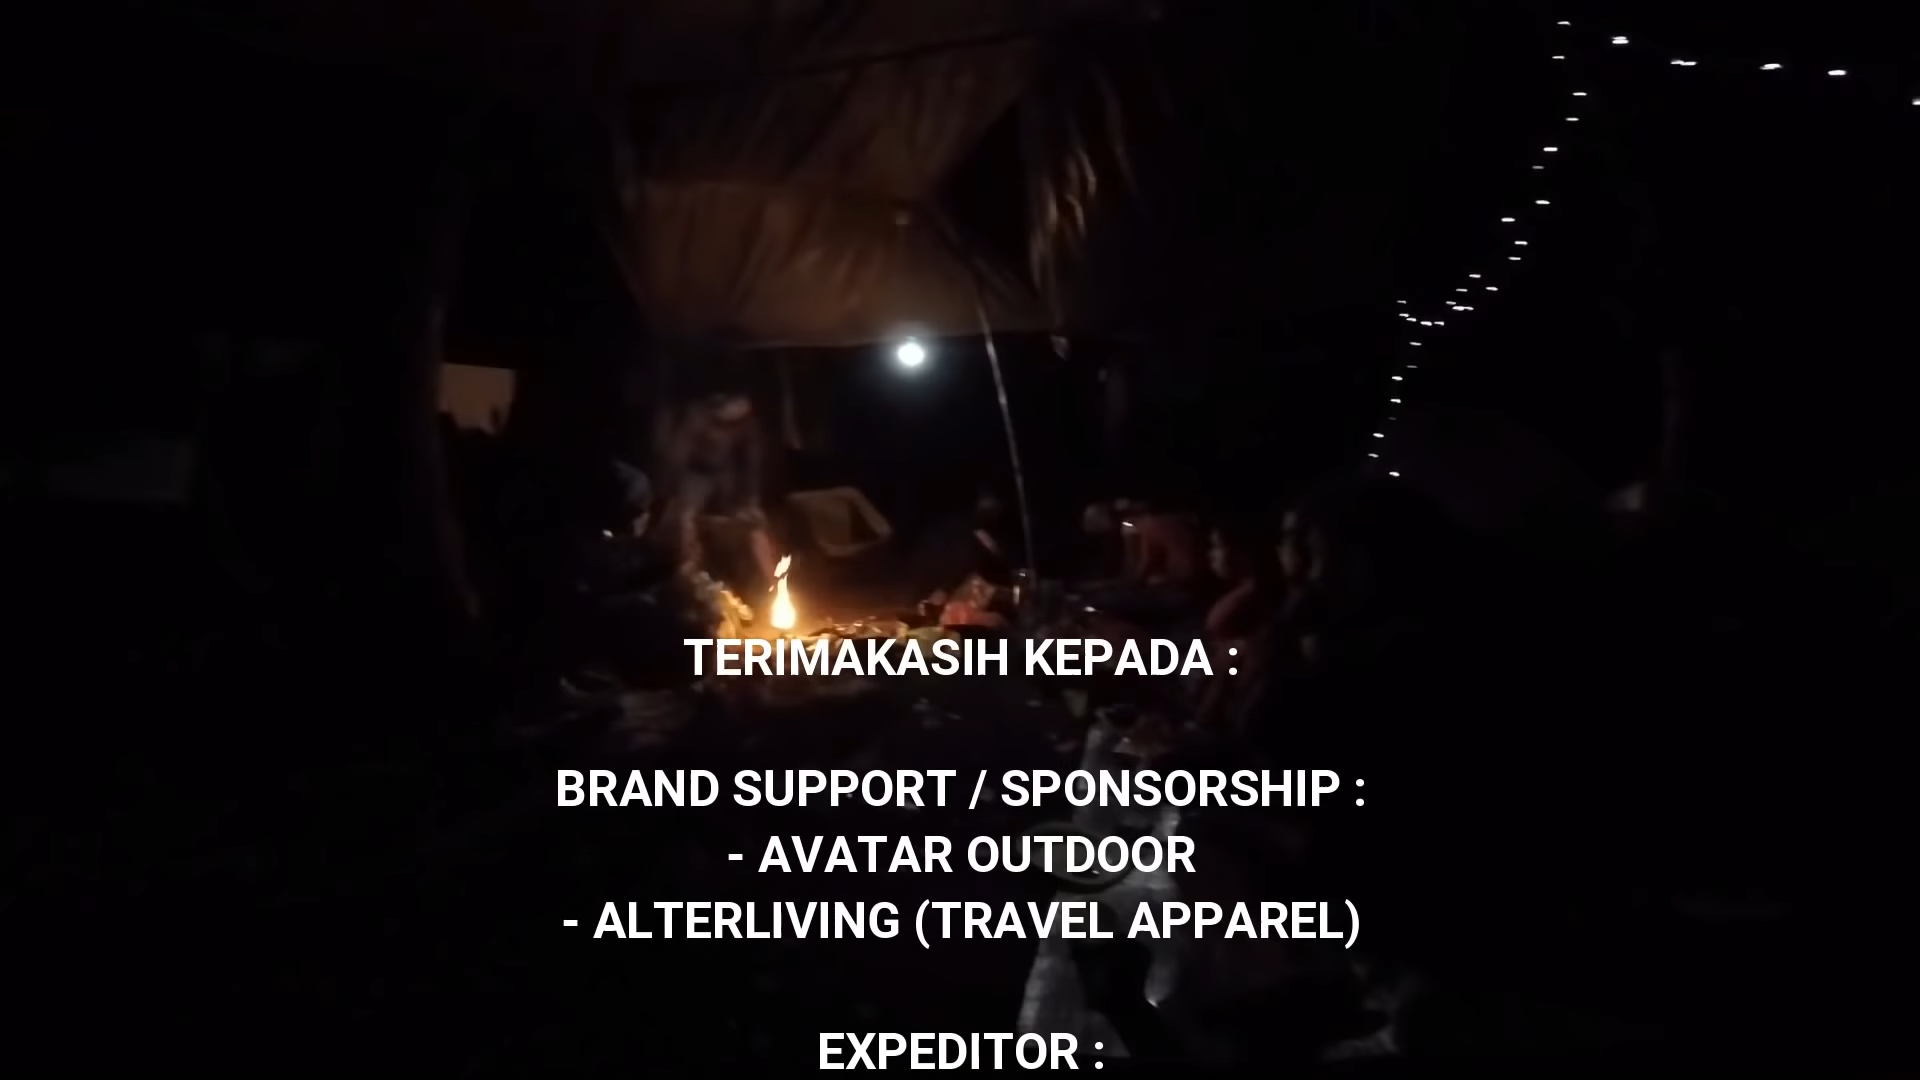 TERIMAKASIH KEPADA :
BRAND SUPPORT / SPONSORSHIP :
- AVATAR OUTDOOR
- ALTERLIVING (TRAVEL APPAREL)
EXPEDITOR :